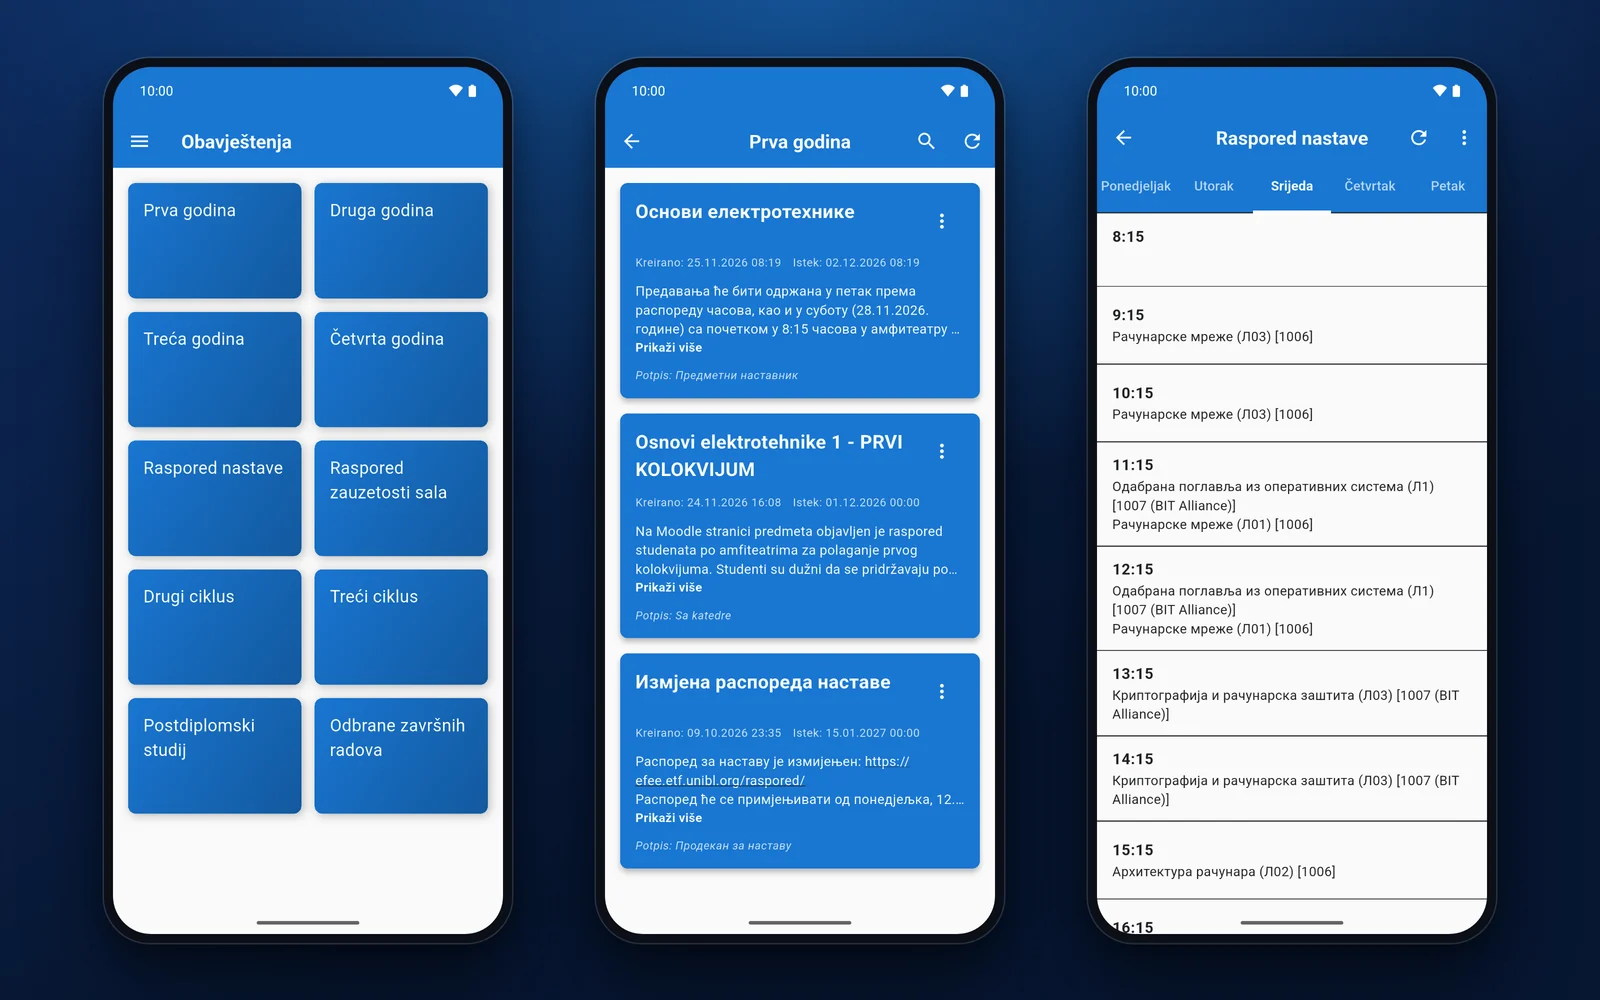 10:00
Obavještenja
Prva godina
Druga godina
Treća godina
Četvrta godina
Raspored nastave
Raspored
zauzetosti sala
Drugi ciklus
Treći ciklus
Postdiplomski
studij
Odbrane završnih
radova
10:00
Prva godina
Основи електротехнике
Kreirano: 25.11.2026 08:19 Istek: 02.12.2026 08:19
Предавања ће бити одржана у петак према
распореду часова, као и у суботу (28.11.2026.
године) са почетком у 8:15 часова у амфитеатру …
Prikaži više
Potpis: Предметни наставник
Osnovi elektrotehnike 1 - PRVI
KOLOKVIJUM
Kreirano: 24.11.2026 16:08 Istek: 01.12.2026 00:00
Na Moodle stranici predmeta objavljen je raspored
studenata po amfiteatrima za polaganje prvog
kolokvijuma. Studenti su dužni da se pridržavaju po…
Prikaži više
Potpis: Sa katedre
Измјена распореда наставе
Kreirano: 09.10.2026 23:35 Istek: 15.01.2027 00:00
Распоред за наставу је измијењен: https://
efee.etf.unibl.org/raspored/
Распоред ће се примјењивати од понедјељка, 12.…
Prikaži više
Potpis: Продекан за наставу
10:00
Raspored nastave
Ponedjeljak Utorak Srijeda Četvrtak Petak
8:15
9:15
Рачунарске мреже (Л03) [1006]
10:15
Рачунарске мреже (Л03) [1006]
11:15
Одабрана поглавља из оперативних система (Л1)
[1007 (BIT Alliance)]
Рачунарске мреже (Л01) [1006]
12:15
Одабрана поглавља из оперативних система (Л1)
[1007 (BIT Alliance)]
Рачунарске мреже (Л01) [1006]
13:15
Криптографија и рачунарска заштита (Л03) [1007 (BIT
Alliance)]
14:15
Криптографија и рачунарска заштита (Л03) [1007 (BIT
Alliance)]
15:15
Архитектура рачунара (Л02) [1006]
16:15